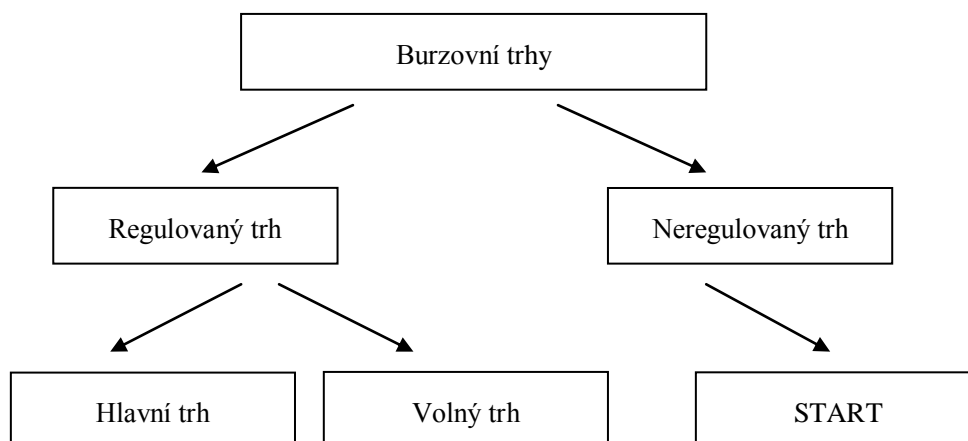 Burzovní trhy
Regulovaný trh
Neregulovaný trh
Hlavní trh
Volný trh
START